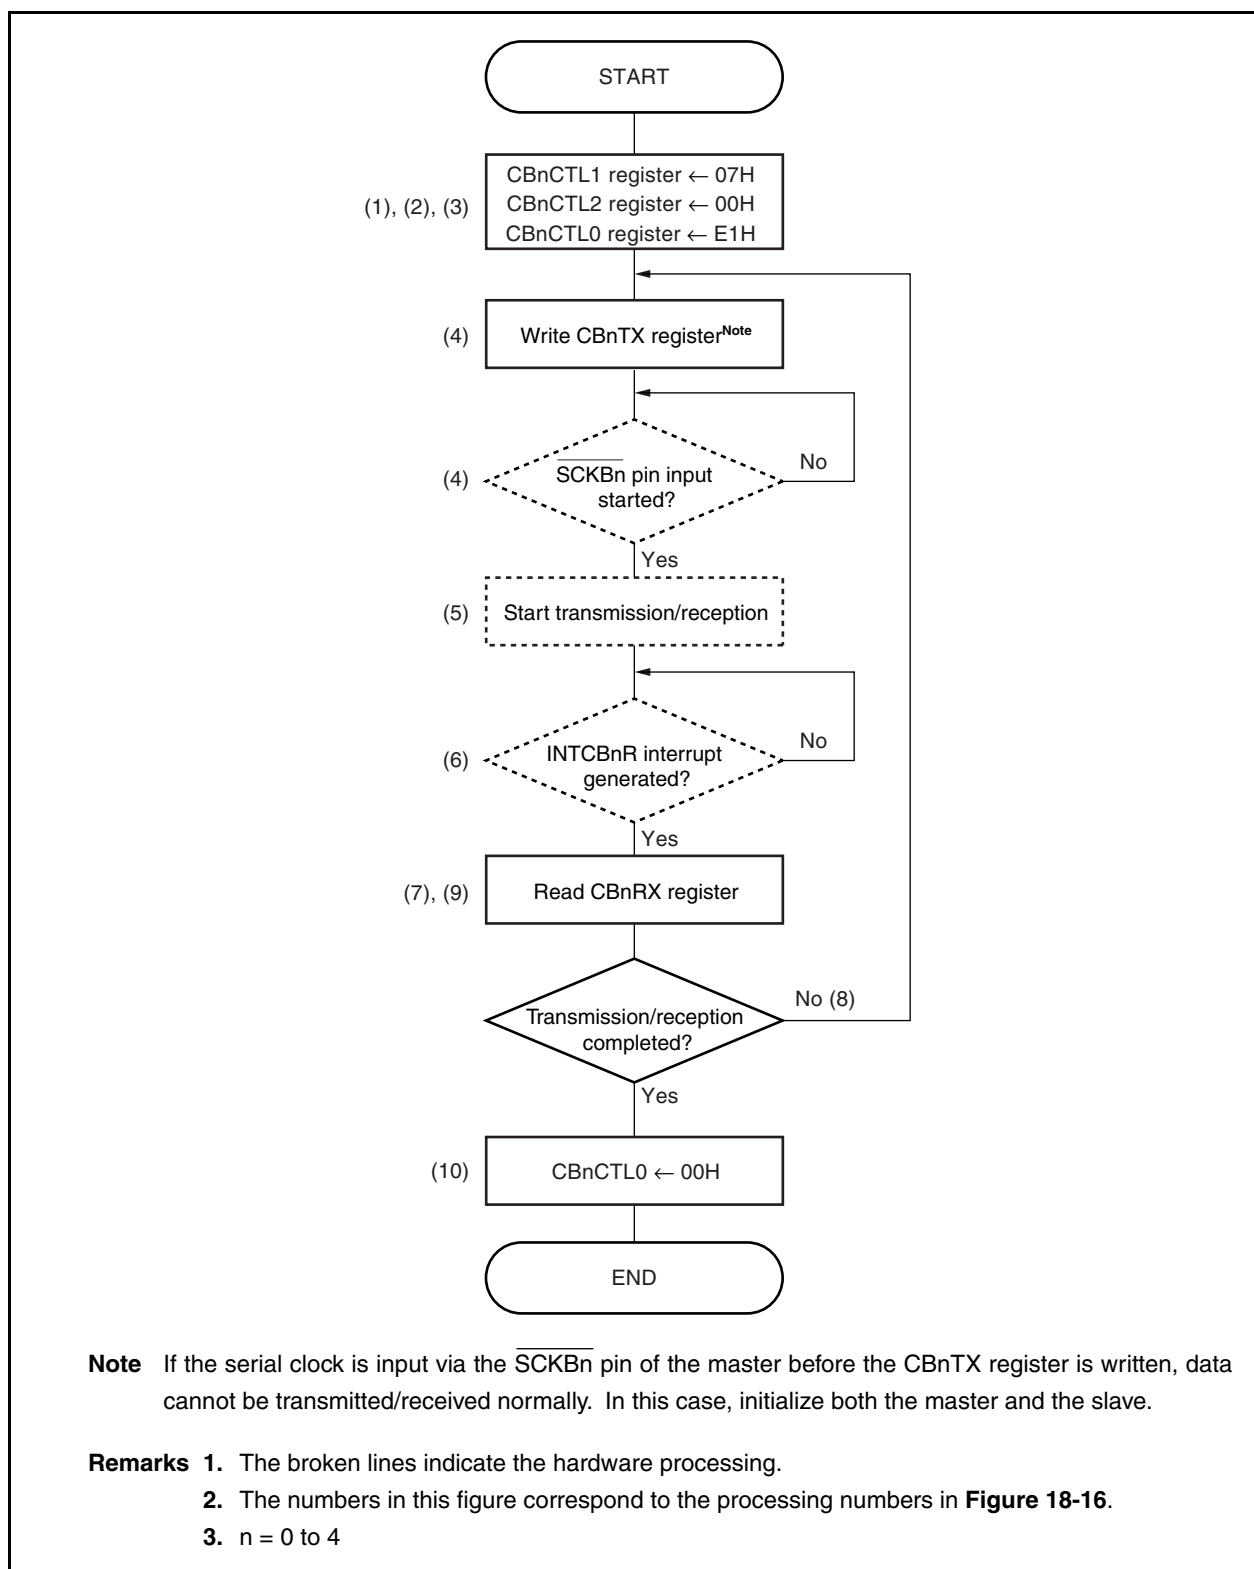 START
CBnCTL1 register ← 07H
(1), (2), (3)
CBnCTL2 register ← 00H
CBnCTL0 register ← E1H
(4)
Write CBnTX registerNote
(4)
SCKBn pin input
started?
No
Yes
(5)
Start transmission/reception
(6)
INTCBnR interrupt
generated?
No
Yes
(7), (9)
Read CBnRX register
Transmission/reception
completed?
No (8)
Yes
(10)
CBnCTL0 ← 00H
END
Note If the serial clock is input via the SCKBn pin of the master before the CBnTX register is written, data
cannot be transmitted/received normally. In this case, initialize both the master and the slave.
Remarks 1. The broken lines indicate the hardware processing.
2. The numbers in this figure correspond to the processing numbers in Figure 18-16.
3. n = 0 to 4